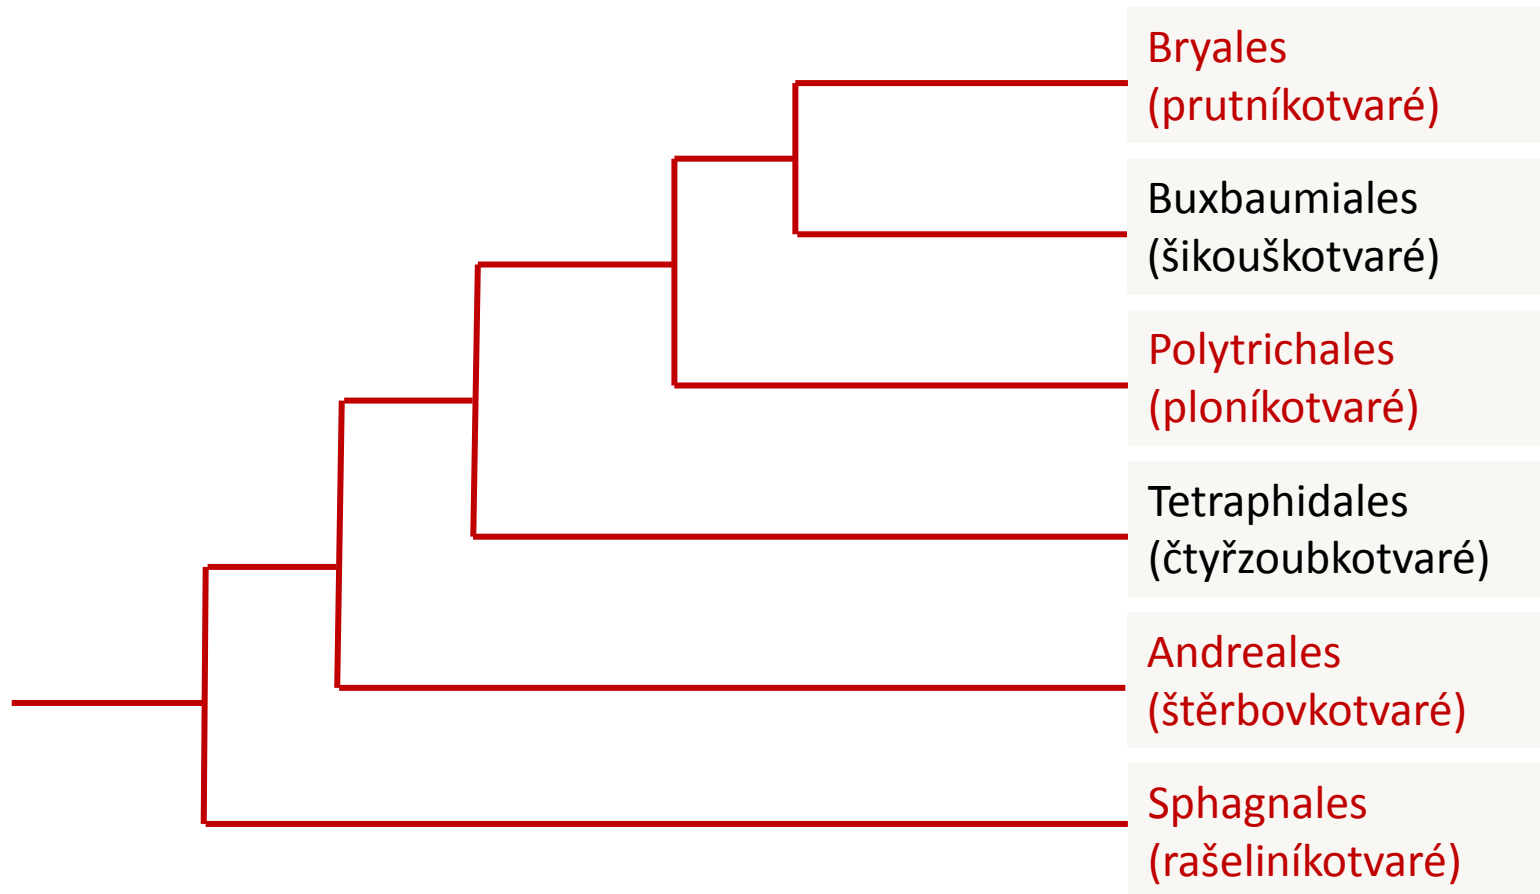 Bryales
(prutníkotvaré)
Buxbaumiales
(šikouškotvaré)
Polytrichales
(ploníkotvaré)
Tetraphidales
(čtyřzoubkotvaré)
Andreales
(štěrbovkotvaré)
Sphagnales
(rašeliníkotvaré)